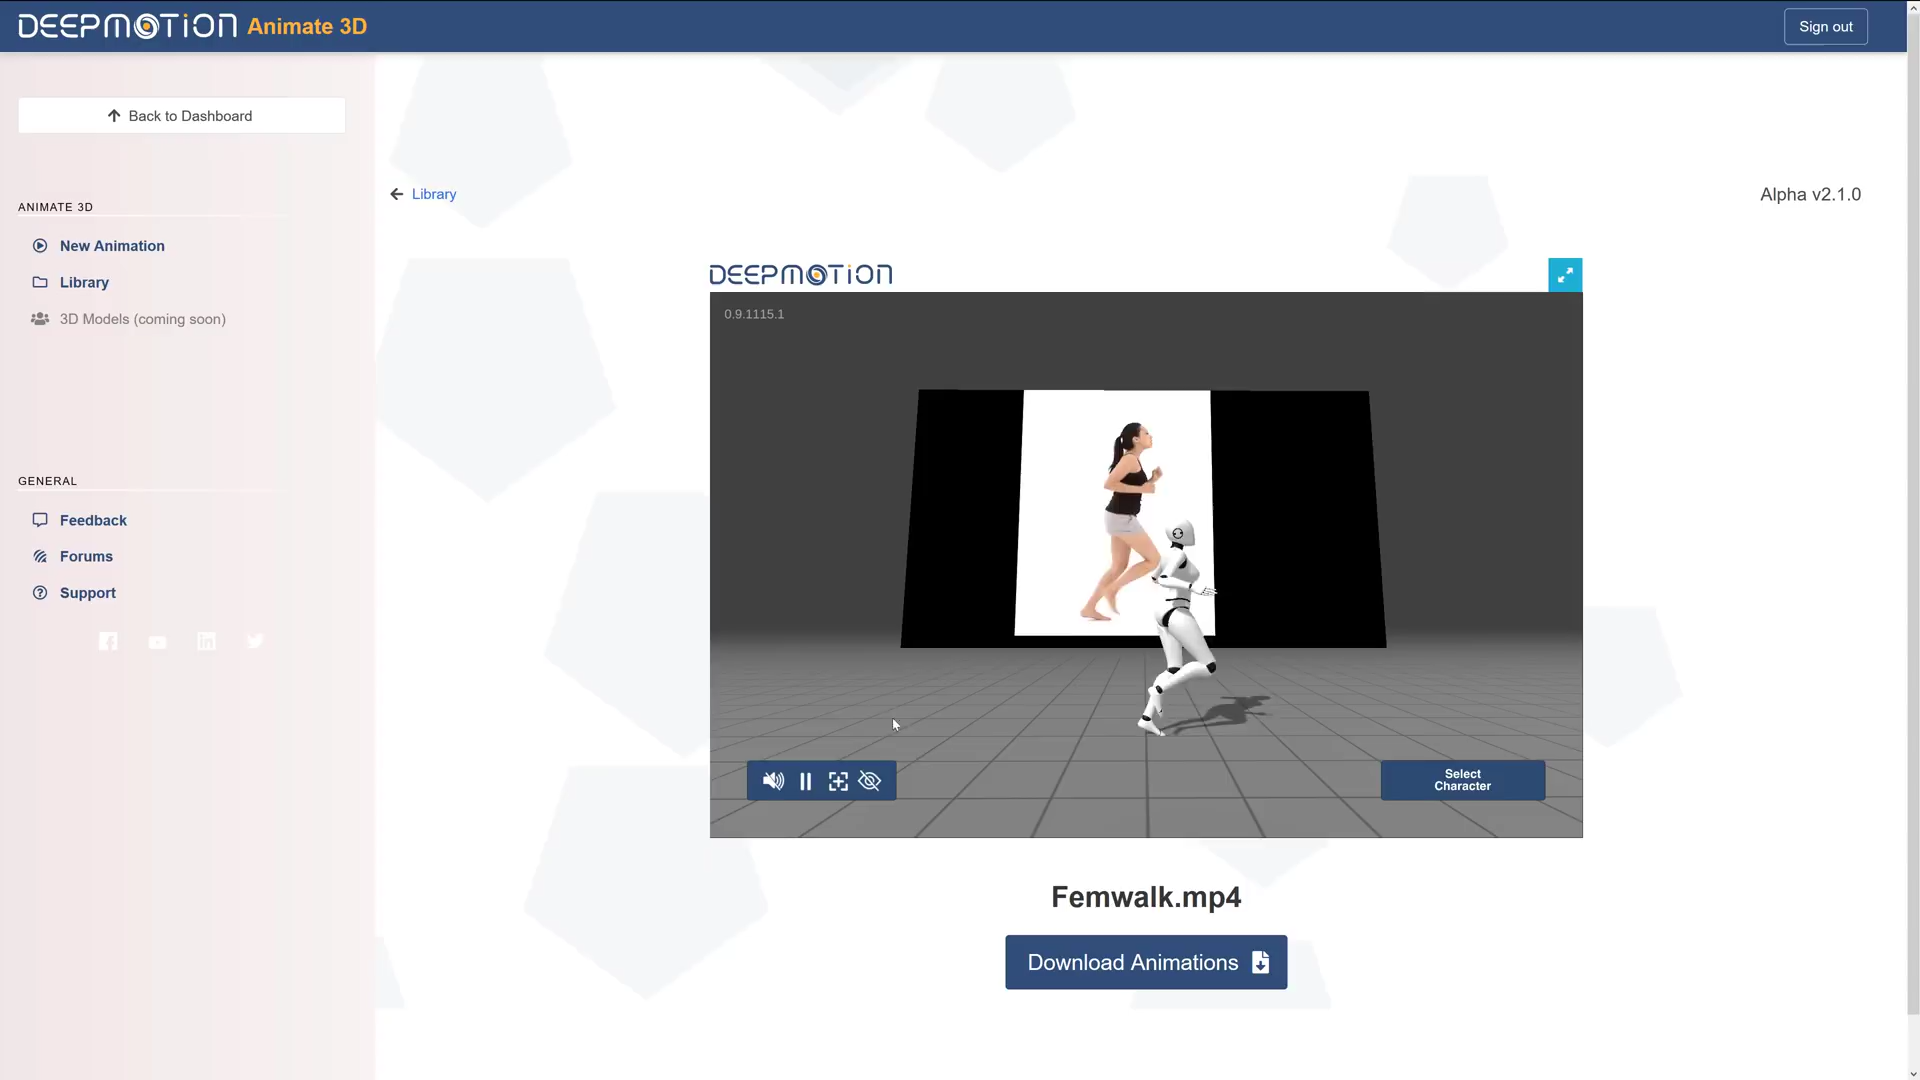 DEEPMOTION Animate 3D
Sign out
Back to Dashboard
Library
Alpha v2.1.0
ANIMATE 3D
New Animation
Library
3D Models (coming soon)
DEEPMOTION
0.9.1115.1
GENERAL
Feedback
Forums
Support
Select
Character
Femwalk.mp4
Download Animations